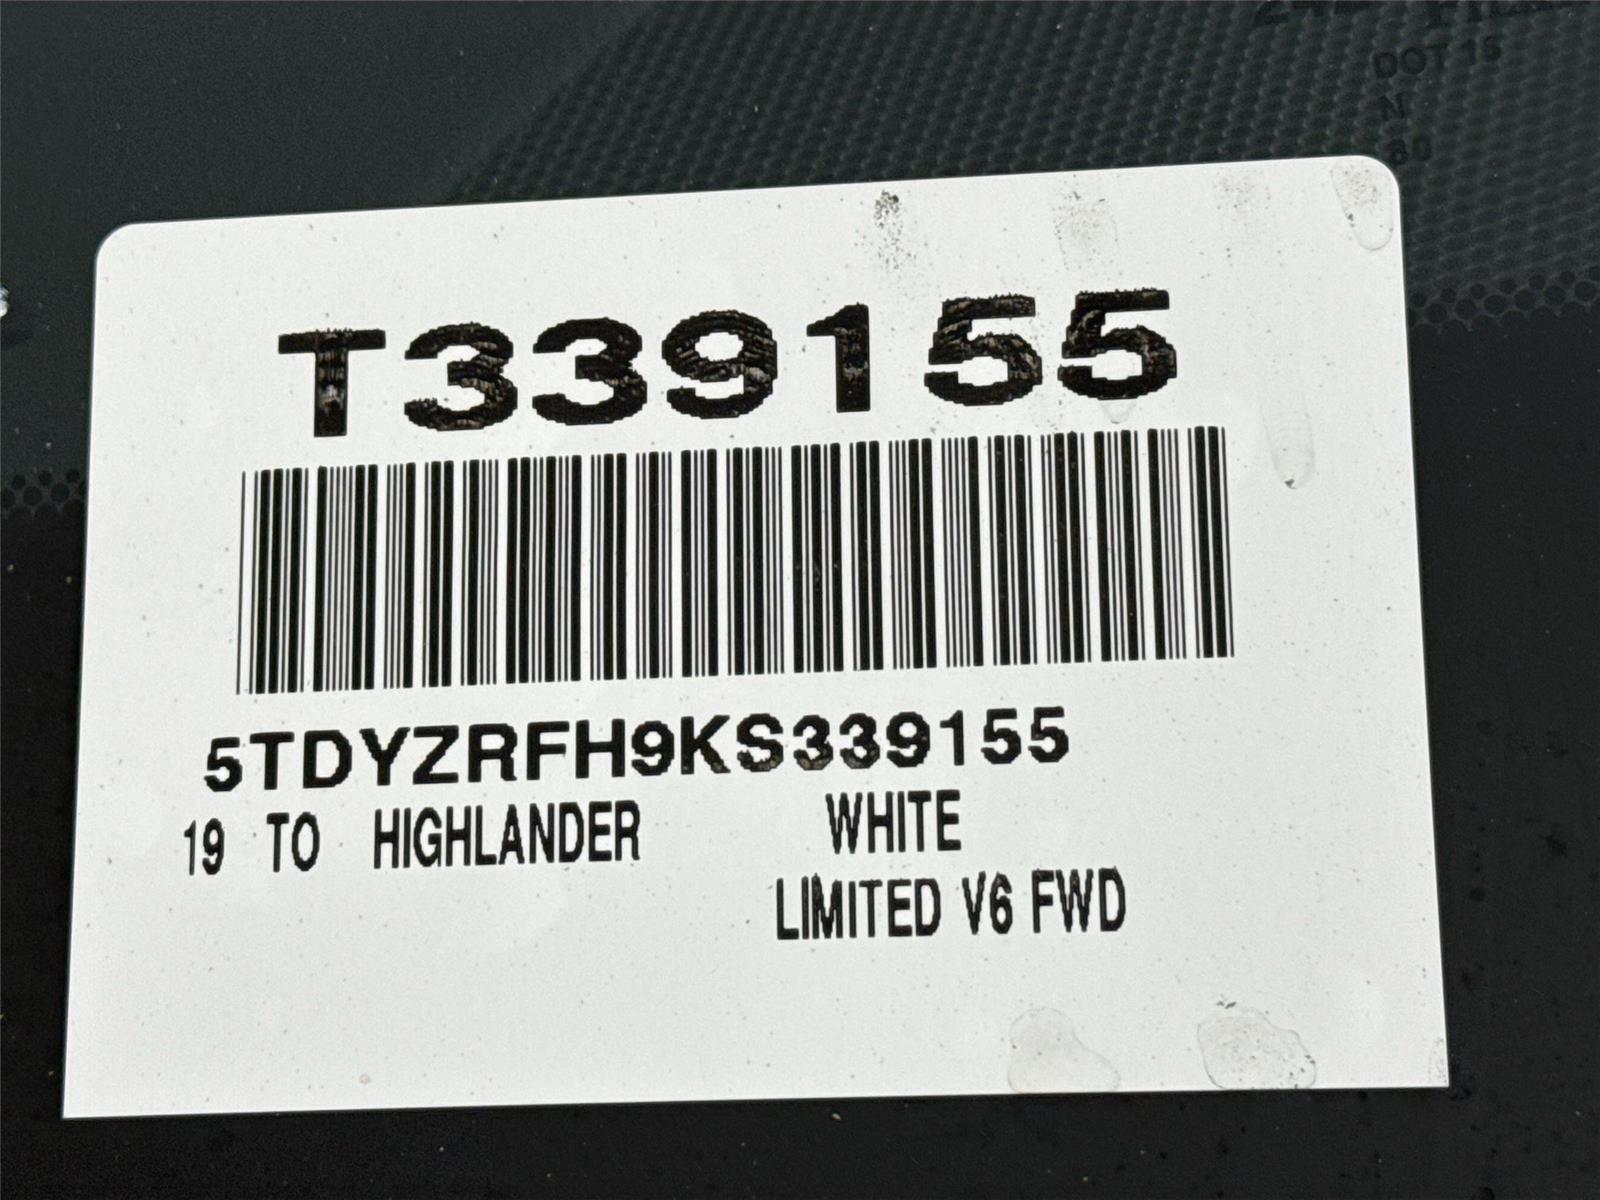 DOT 15
N
80
T339155
5TDYZRFH9KS339155
19 TO HIGHLANDER WHITE
LIMITED V6 FWD